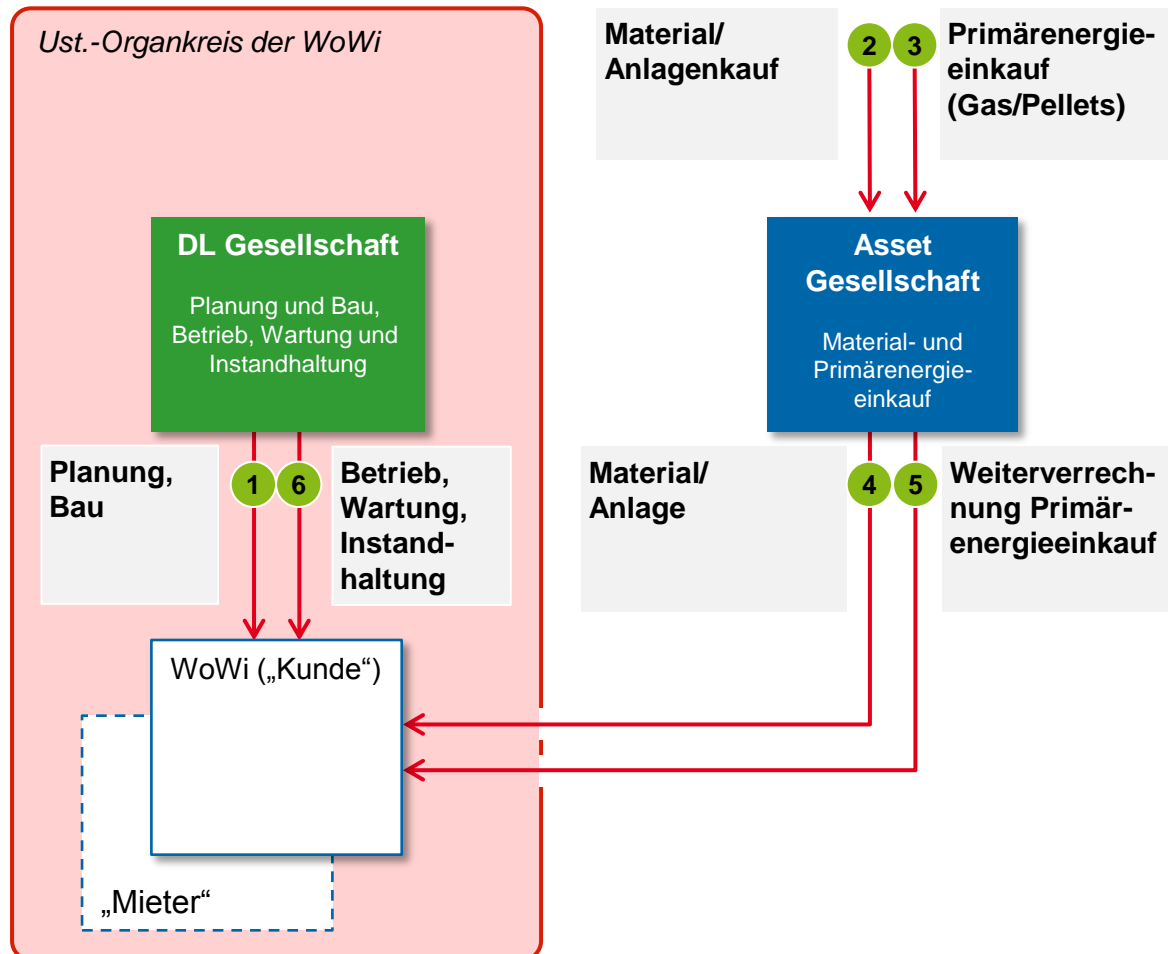 Ust.-Organkreis der WoWi
Material/
Anlagenkauf
2
3
Primärenergie-
einkauf
(Gas/Pellets)
DL Gesellschaft
Planung und Bau,
Betrieb, Wartung und
Instandhaltung
Asset
Gesellschaft
Material- und
Primärenergie-
einkauf
Planung,
Bau
1
6
Betrieb,
Wartung,
Instand-
haltung
Material/
Anlage
4
5
Weiterverrech-
nung Primär-
energieeinkauf
WoWi („Kunde“)
„Mieter“